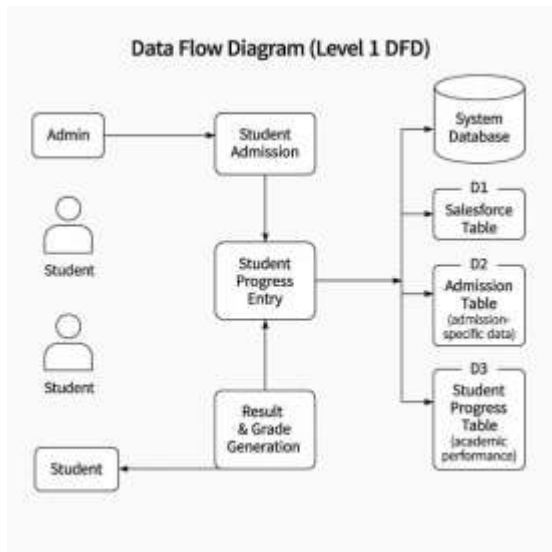 Data Flow Diagram (Level 1 DFD)
Admin
Student
Admission
System
Database
D1
Salesforce
Table
Student
Student
Progress
Entry
D2
Admission
Table
(admission-
specific data)
Student
D3
Student
Progress
Table
(academic
performance)
Result
& Grade
Generation
Student